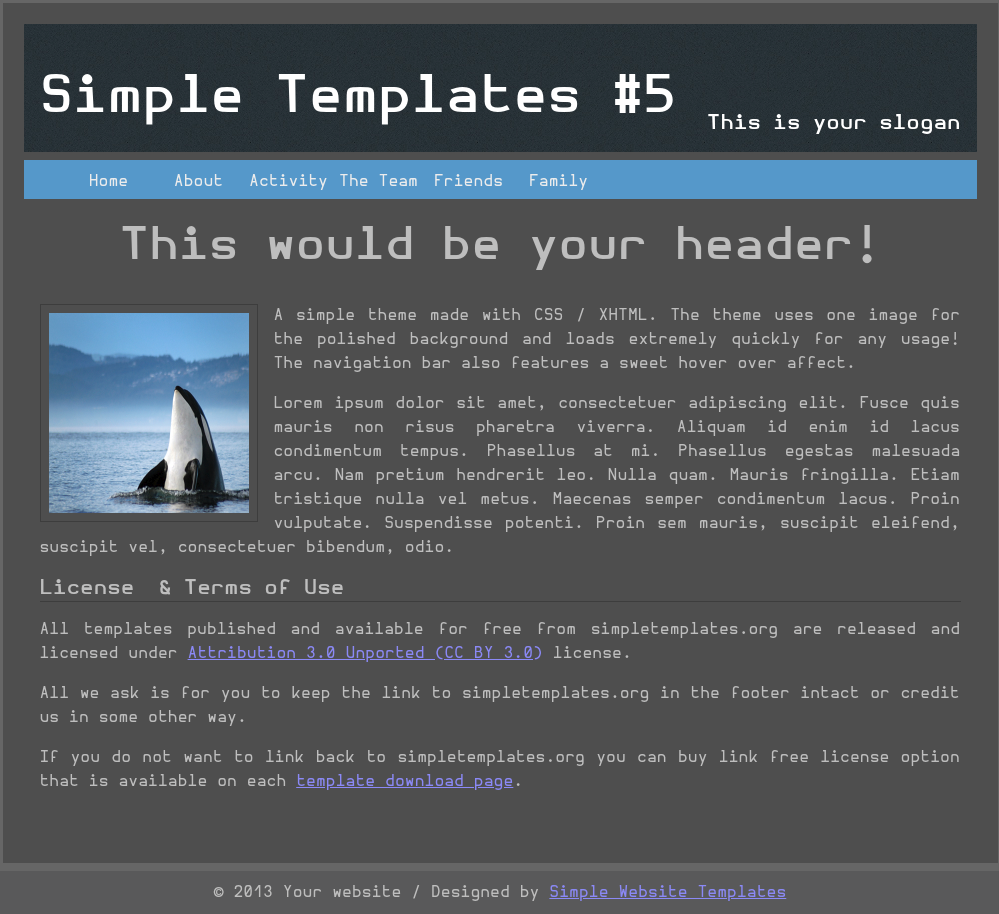 Simple Templates #5
This is your slogan
Home About Activity The Team Friends Family
This would be your header!
A simple theme made with CSS / XHTML. The theme uses one image for
the polished background and loads extremely quickly for any usage!
The navigation bar also features a sweet hover over affect.
Lorem ipsum dolor sit amet, consectetuer adipiscing elit. Fusce quis
mauris non risus pharetra viverra. Aliquam id enim id lacus
condimentum tempus. Phasellus at mi. Phasellus egestas malesuada
arcu. Nam pretium hendrerit leo. Nulla quam. Mauris fringilla. Etiam
tristique nulla vel metus. Maecenas semper condimentum lacus. Proin
vulputate. Suspendisse potenti. Proin sem mauris, suscipit eleifend,
suscipit vel, consectetuer bibendum, odio.
License & Terms of Use
All templates published and available for free from simpletemplates.org are released and
licensed under Attribution 3.0 Unported (CC BY 3.0) license.
All we ask is for you to keep the link to simpletemplates.org in the footer intact or credit
us in some other way.
If you do not want to link back to simpletemplates.org you can buy link free license option
that is available on each template download page.
© 2013 Your website / Designed by Simple Website Templates